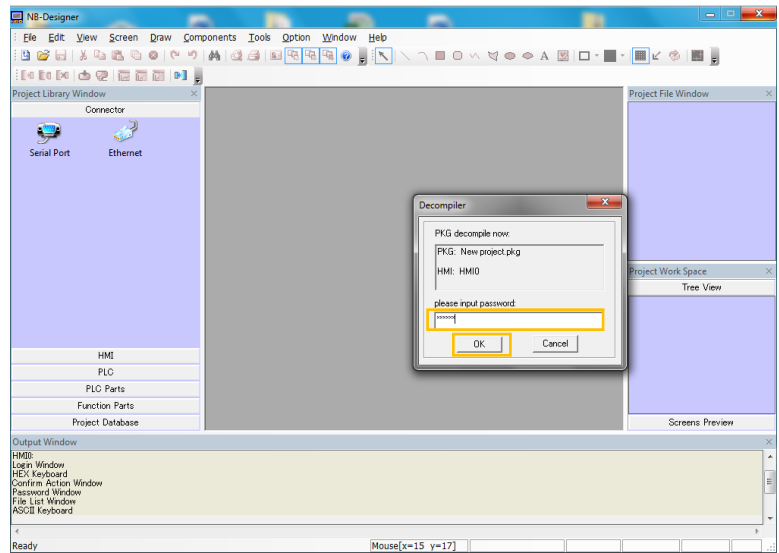 NB-Designer
File Edit View Screen Draw Components Tools Option Window Help
Project Library Window
Connector
Serial Port Ethernet
HMI
PLC
PLC Parts
Function Parts
Project Database
Project File Window
Project Work Space
Tree View
Screens Preview
Decompiler
PKG decompile now:
PKG: New project.pkg
HMI: HMI0
please input password:
******
OK Cancel
Output Window
HMI0:
Login Window
HEX Keyboard
Confirm Action Window
Password Window
File List Window
ASCII Keyboard
Ready Mouse[x=15 y=17]